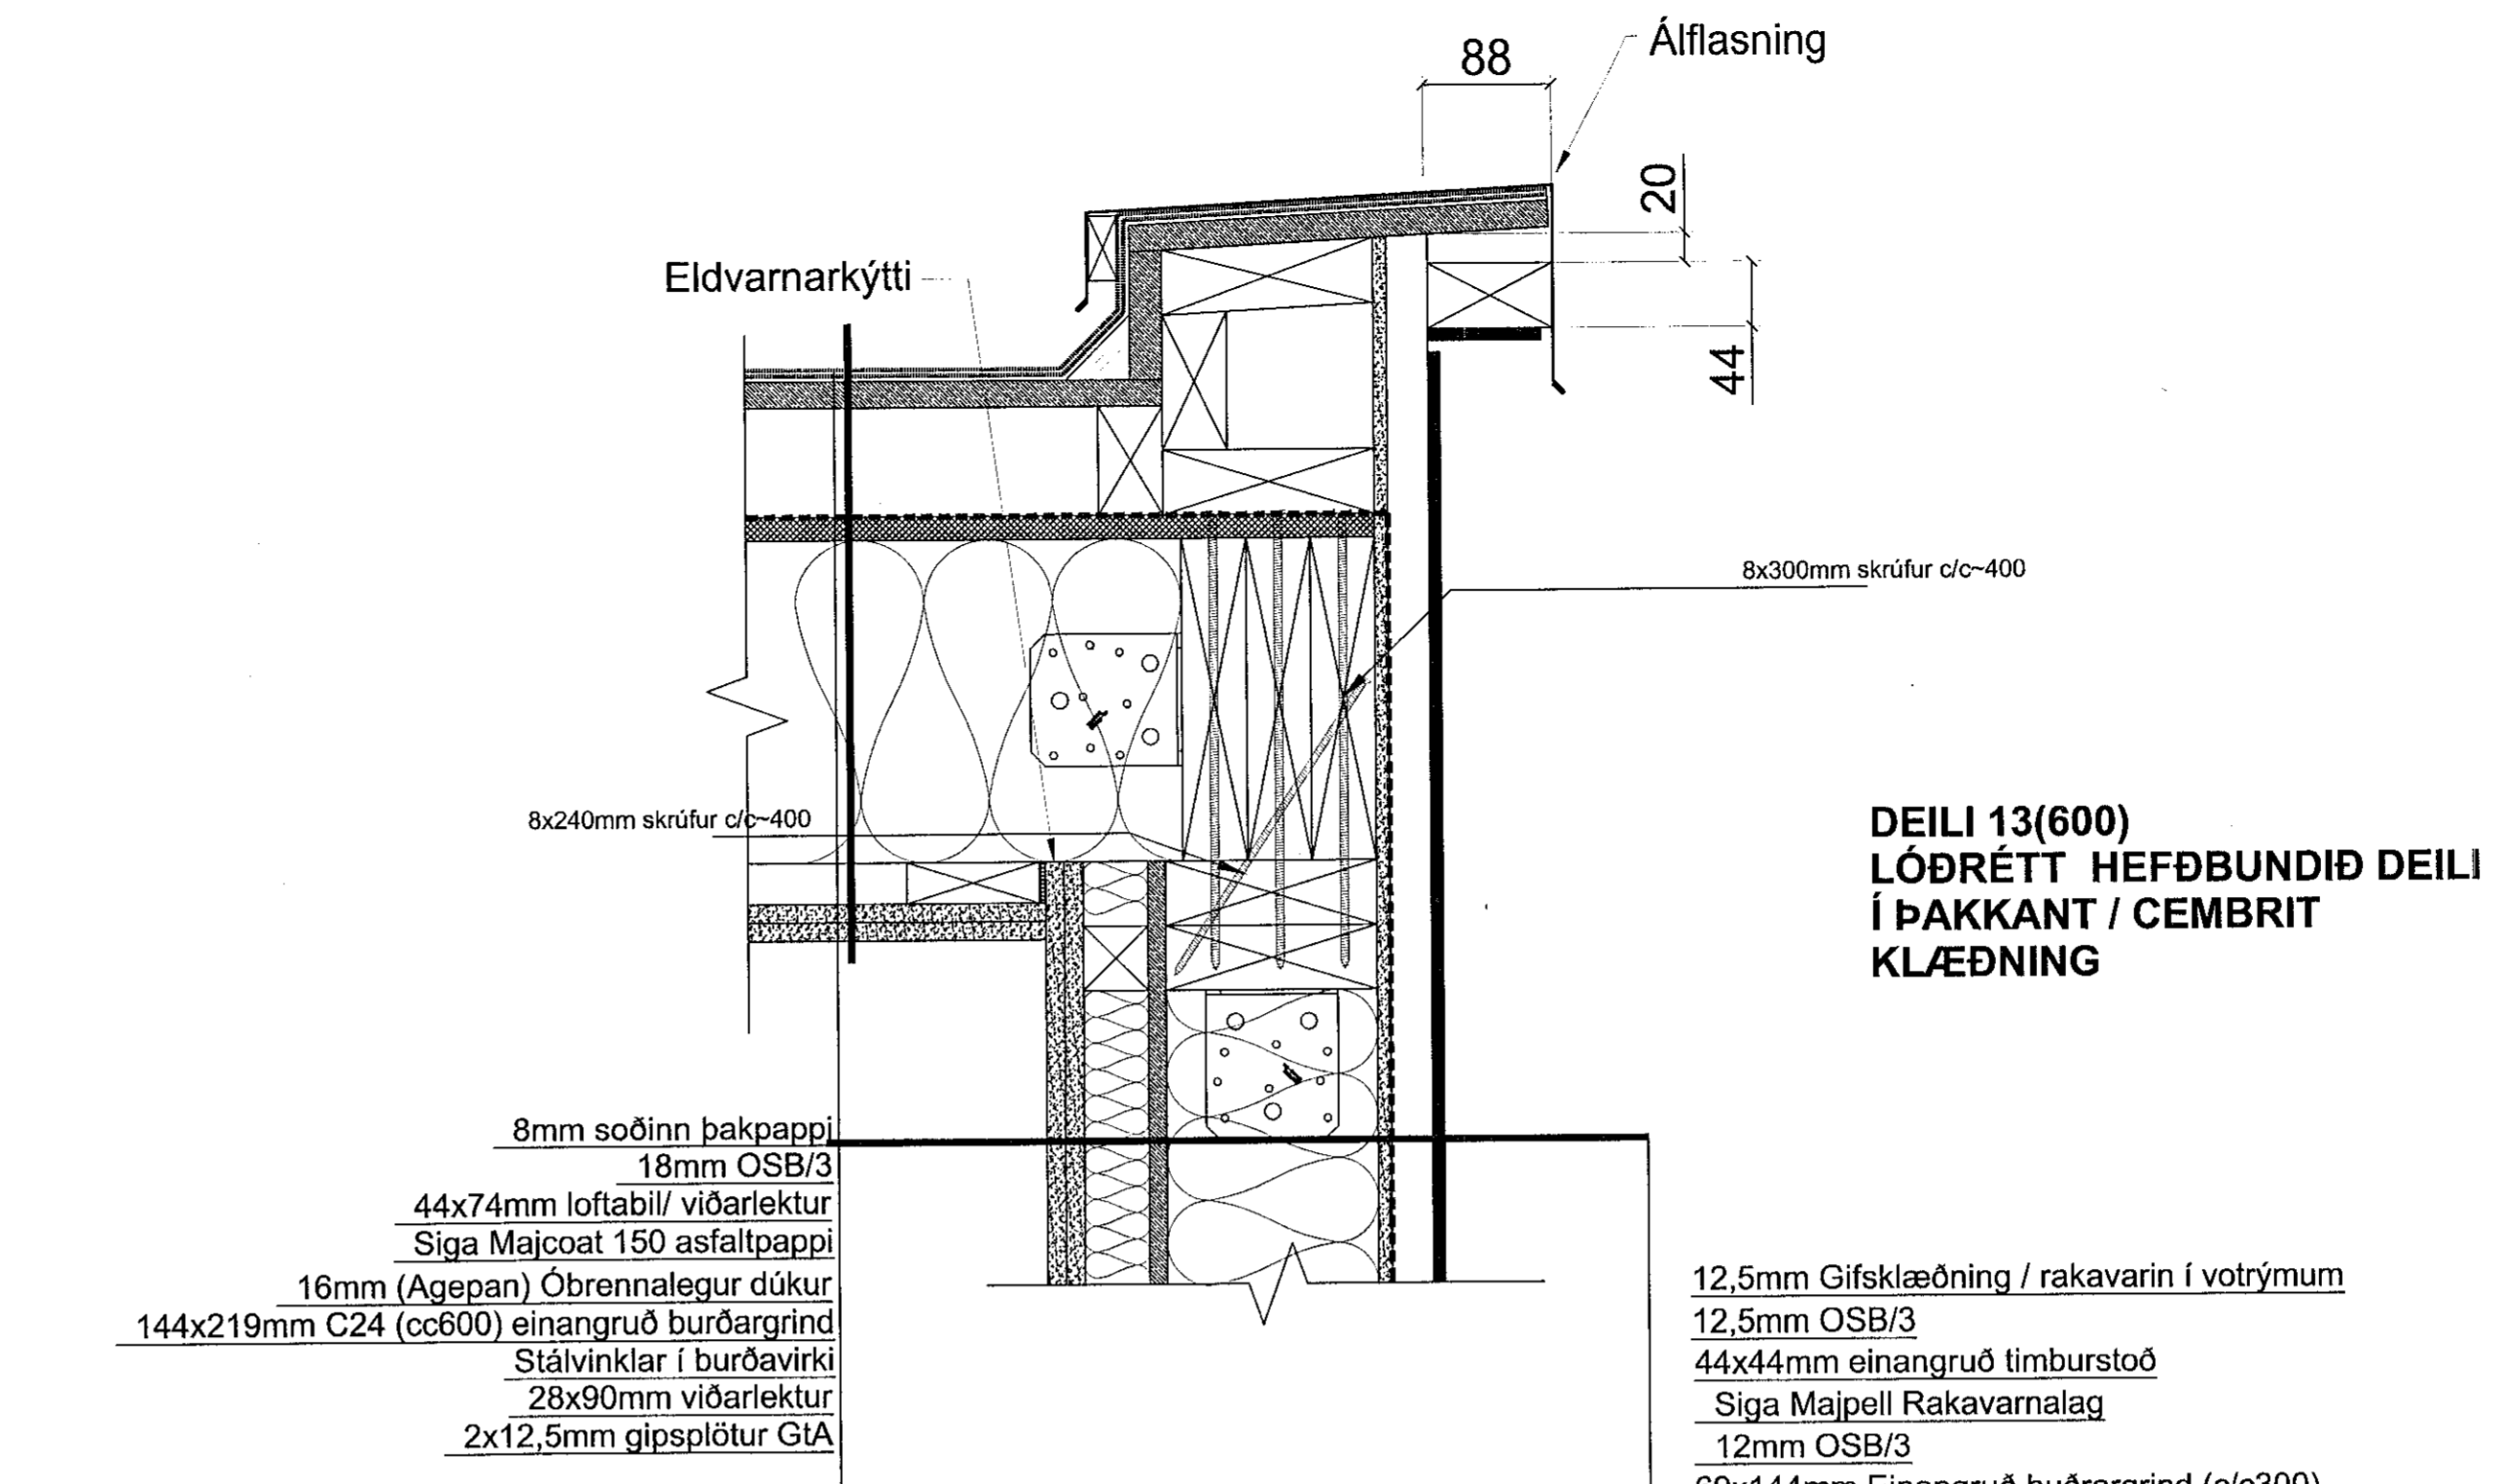 Álflasning
88
20
44
Eldvarnarkýtti
8x300mm skrúfur c/c~400
8x240mm skrúfur c/c~400
DEILI 13(600)
LÓÐRÉTT HEFÐBUNDIÐ DEILI
Í ÞAKKANT / CEMBRIT
KLÆÐNING
8mm soðinn þakpappi
18mm OSB/3
44x74mm loftabil/ viðarlektur
Siga Majcoat 150 asfaltpappi
16mm (Agepan) Óbrennalegur dúkur
144x219mm C24 (cc600) einangruð burðargrind
Stálvinklar í burðavirki
28x90mm viðarlektur
2x12,5mm gipsplötur GtA
12,5mm Gifsklæðning / rakavarin í votrýmum
12,5mm OSB/3
44x44mm einangruð timburstoð
Siga Majpell Rakavarnalag
12mm OSB/3